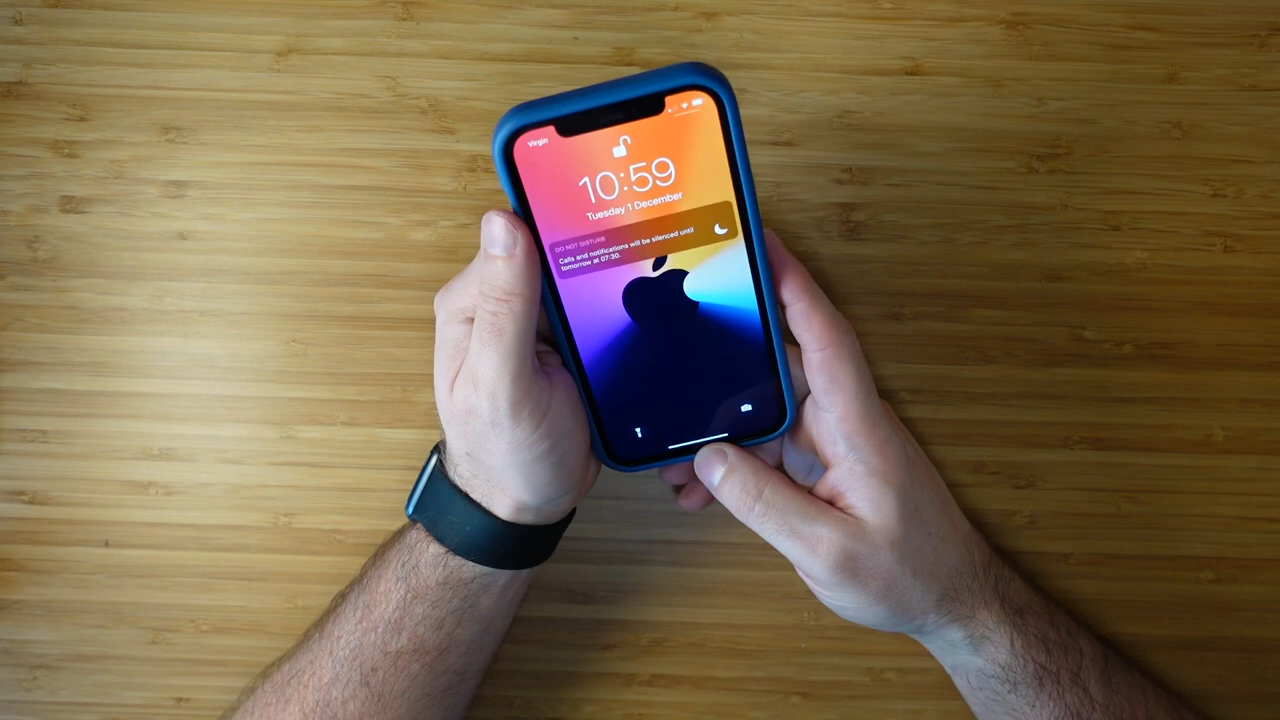 Virgin
10:59
Tuesday 1 December
DO NOT DISTURB
Calls and notifications will be silenced until
tomorrow at 07:30.